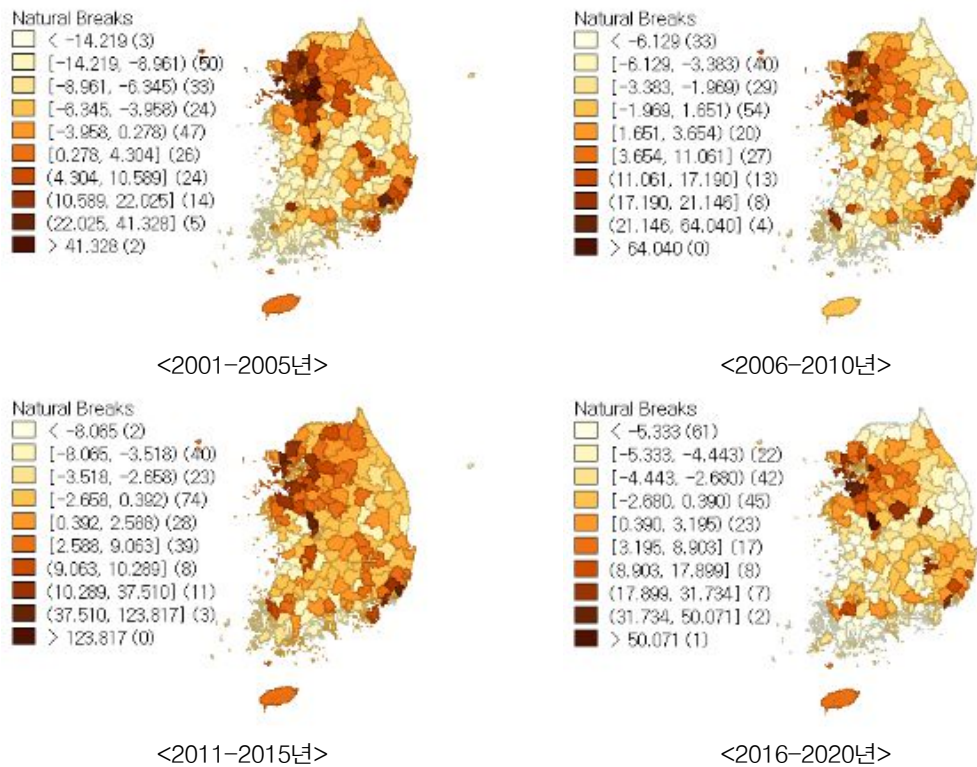 Natural Breaks
< -14.219 (3)
[-14.219, -8.961) (50)
[-8.961, -6.345) (33)
[-6.345, -3.958) (24)
[-3.958, 0.278) (47)
[0.278, 4.304] (26)
(4.304, 10.589] (24)
(10.589, 22.025] (14)
(22.025, 41.328] (5)
> 41.328 (2)
<2001-2005년>
Natural Breaks
< -6.129 (33)
[-6.129, -3.383) (40)
[-3.383, -1.969) (29)
[-1.969, 1.651) (54)
[1.651, 3.654) (20)
[3.654, 11.061] (27)
(11.061, 17.190] (13)
(17.190, 21.146] (8)
(21.146, 64.040] (4)
> 64.040 (0)
<2006-2010년>
Natural Breaks
< -8.065 (2)
[-8.065, -3.518) (40)
[-3.518, -2.658) (23)
[-2.658, 0.392) (74)
[0.392, 2.588) (28)
[2.588, 9.063] (39)
(9.063, 10.289] (8)
(10.289, 37.510] (11)
(37.510, 123.817] (3)
> 123.817 (0)
<2011-2015년>
Natural Breaks
< -5.333 (61)
[-5.333, -4.443) (22)
[-4.443, -2.680) (42)
[-2.680, 0.390) (45)
[0.390, 3.195) (23)
[3.195, 8.903] (17)
(8.903, 17.899] (8)
(17.899, 31.734] (7)
(31.734, 50.071] (2)
> 50.071 (1)
<2016-2020년>